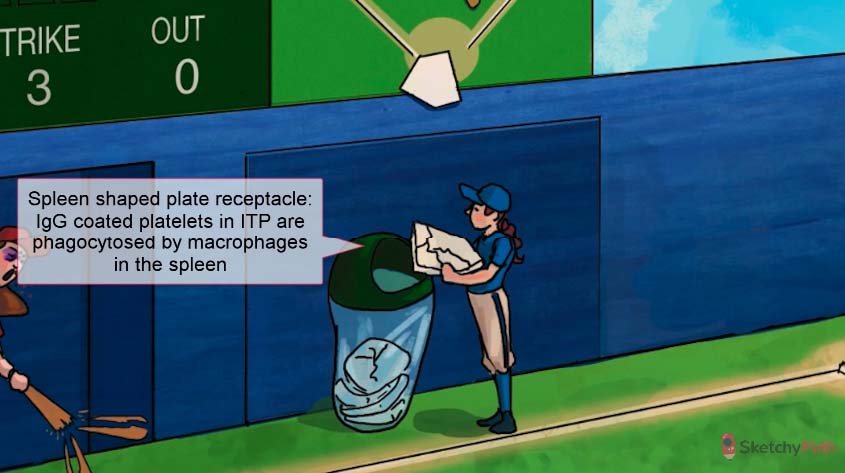 TRIKE
3
OUT
0
Spleen shaped plate receptacle:
IgG coated platelets in ITP are
phagocytosed by macrophages
in the spleen
SketchyPath